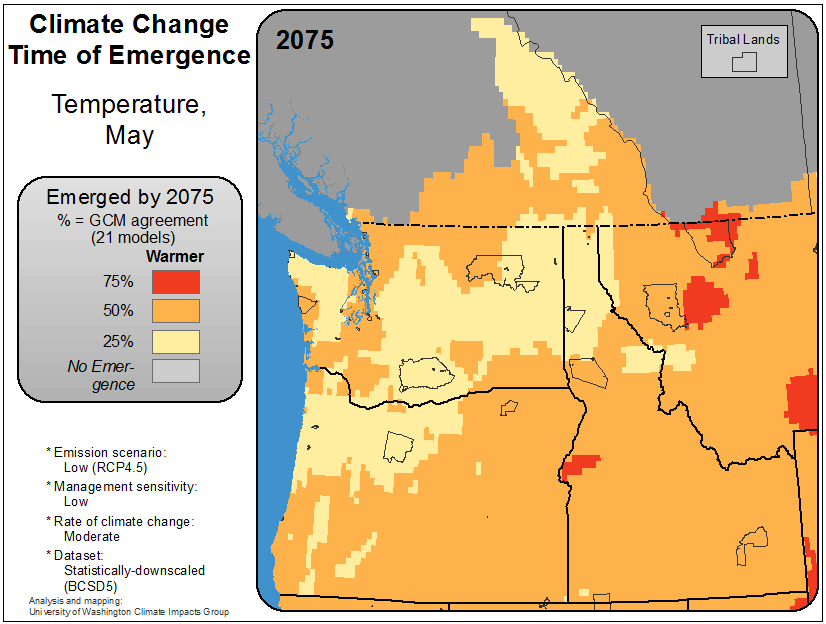 Climate Change
Time of Emergence
Temperature,
May
Emerged by 2075
% = GCM agreement
(21 models)
Warmer
75%
50%
25%
No Emer-
gence
* Emission scenario:
Low (RCP4.5)
* Management sensitivity:
Low
* Rate of climate change:
Moderate
* Dataset:
Statistically-downscaled
(BCSD5)
Analysis and mapping:
University of Washington Climate Impacts Group
2075
Tribal Lands